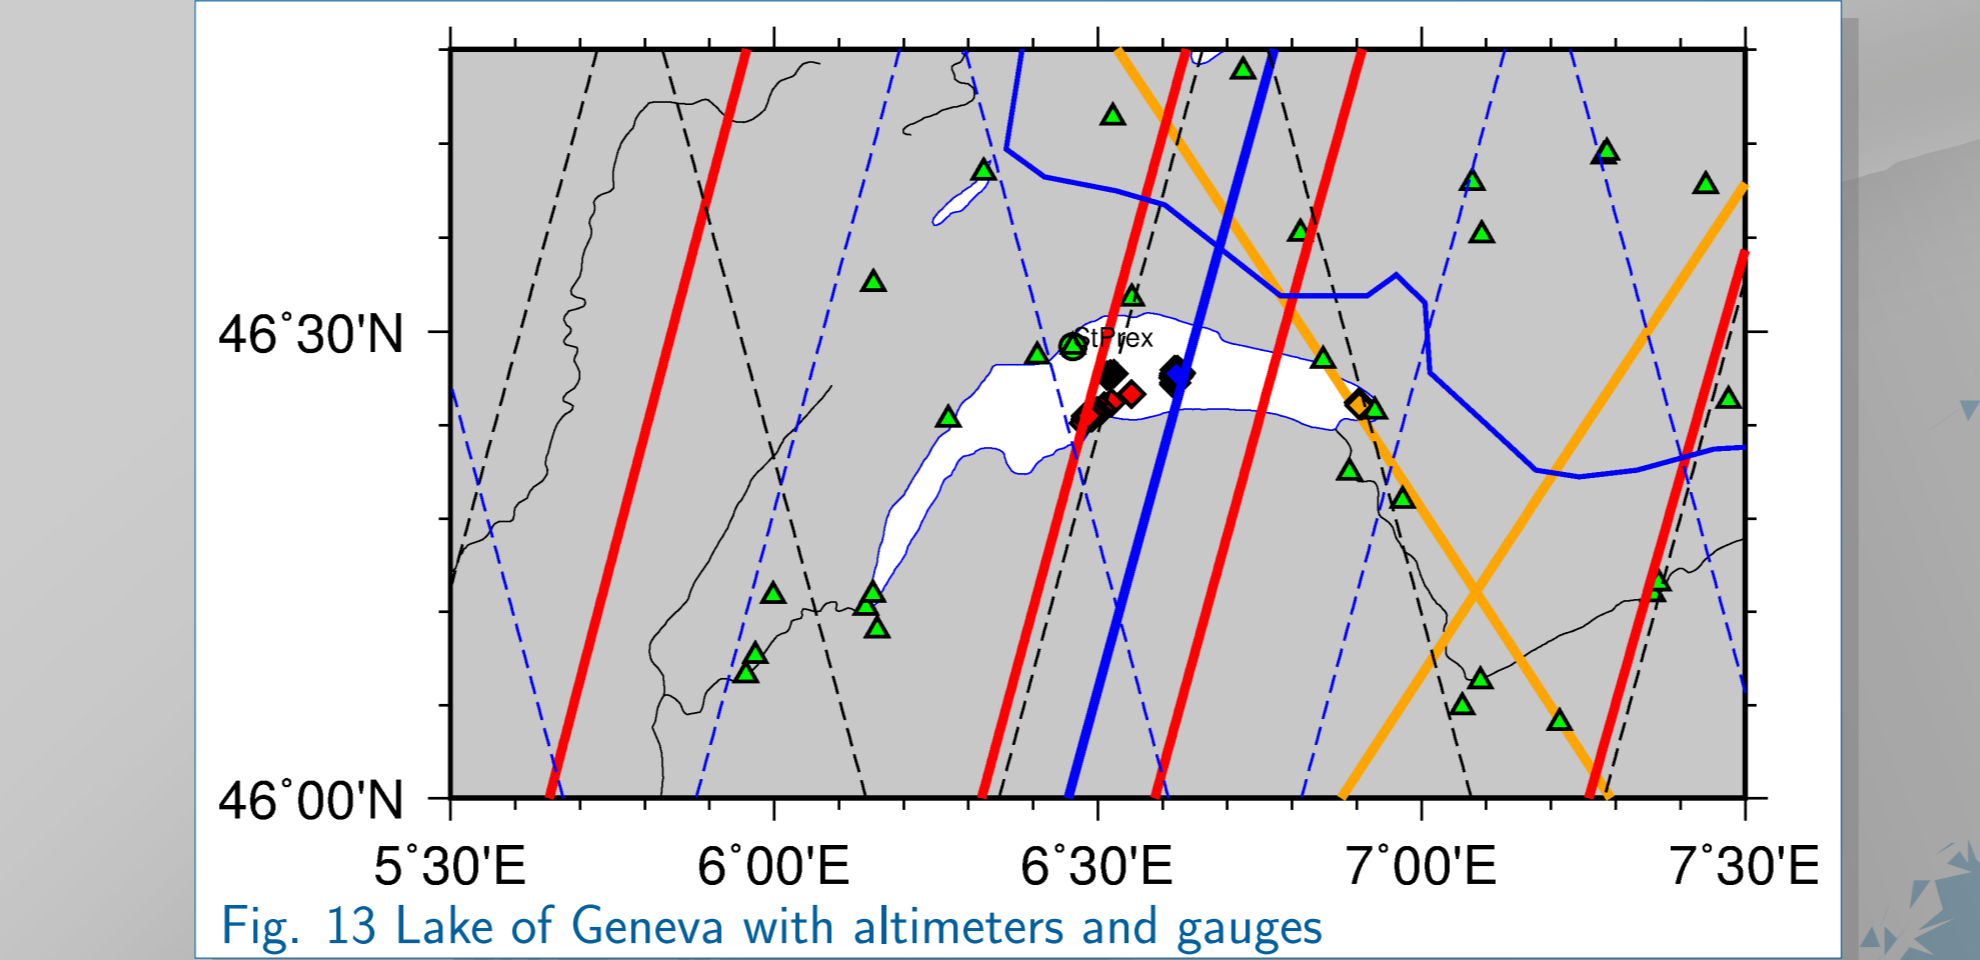 46°30'N
StPrex
46°00'N
5°30'E 6°00'E 6°30'E 7°00'E 7°30'E
Fig. 13 Lake of Geneva with altimeters and gauges